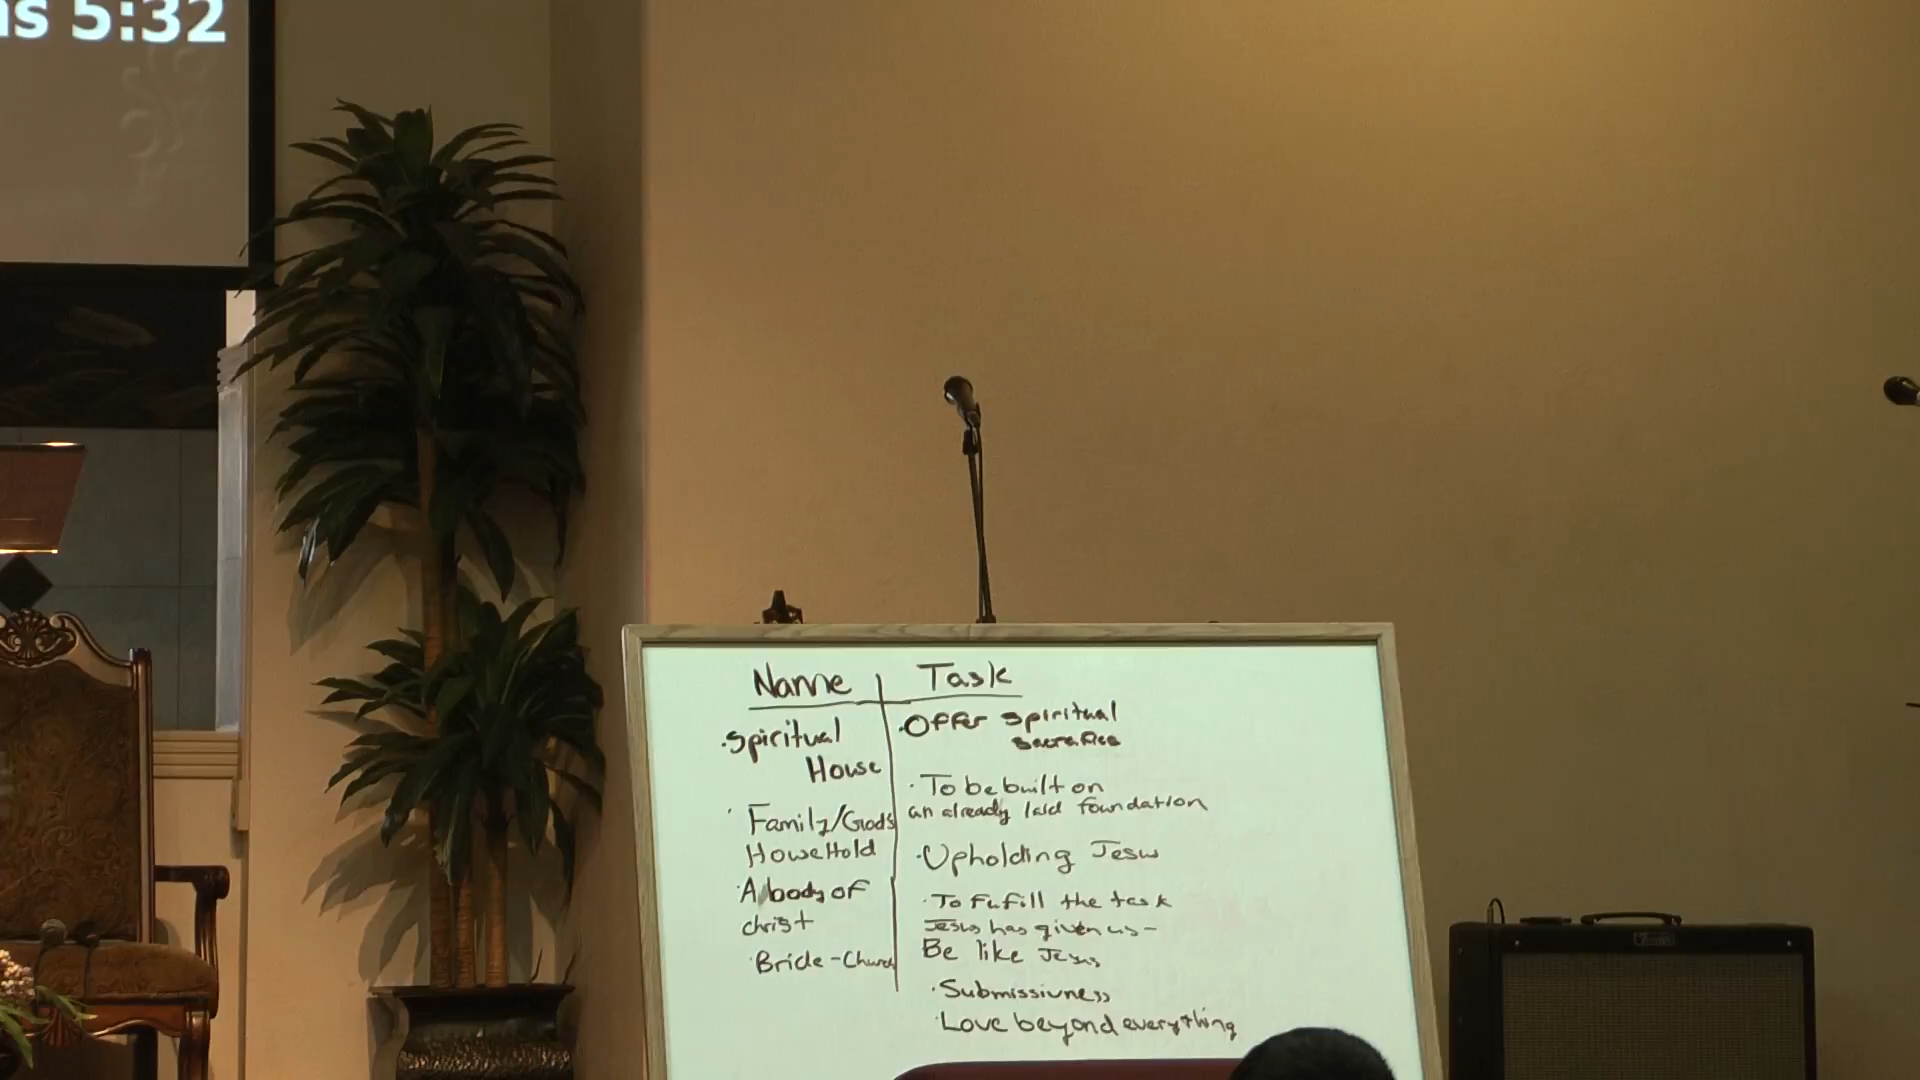 s 5:32
Name Task
·Spiritual House
·Offer spiritual
sacrifice
· To be built on
an already laid foundation
· Family/Gods
HouseHold
·Upholding Jesus
·A body of
christ
·To Fufill the task
Jesus has given us-
Be like Jesus
·Bride-Church
·Submissivness
·Love beyond everything
Fender